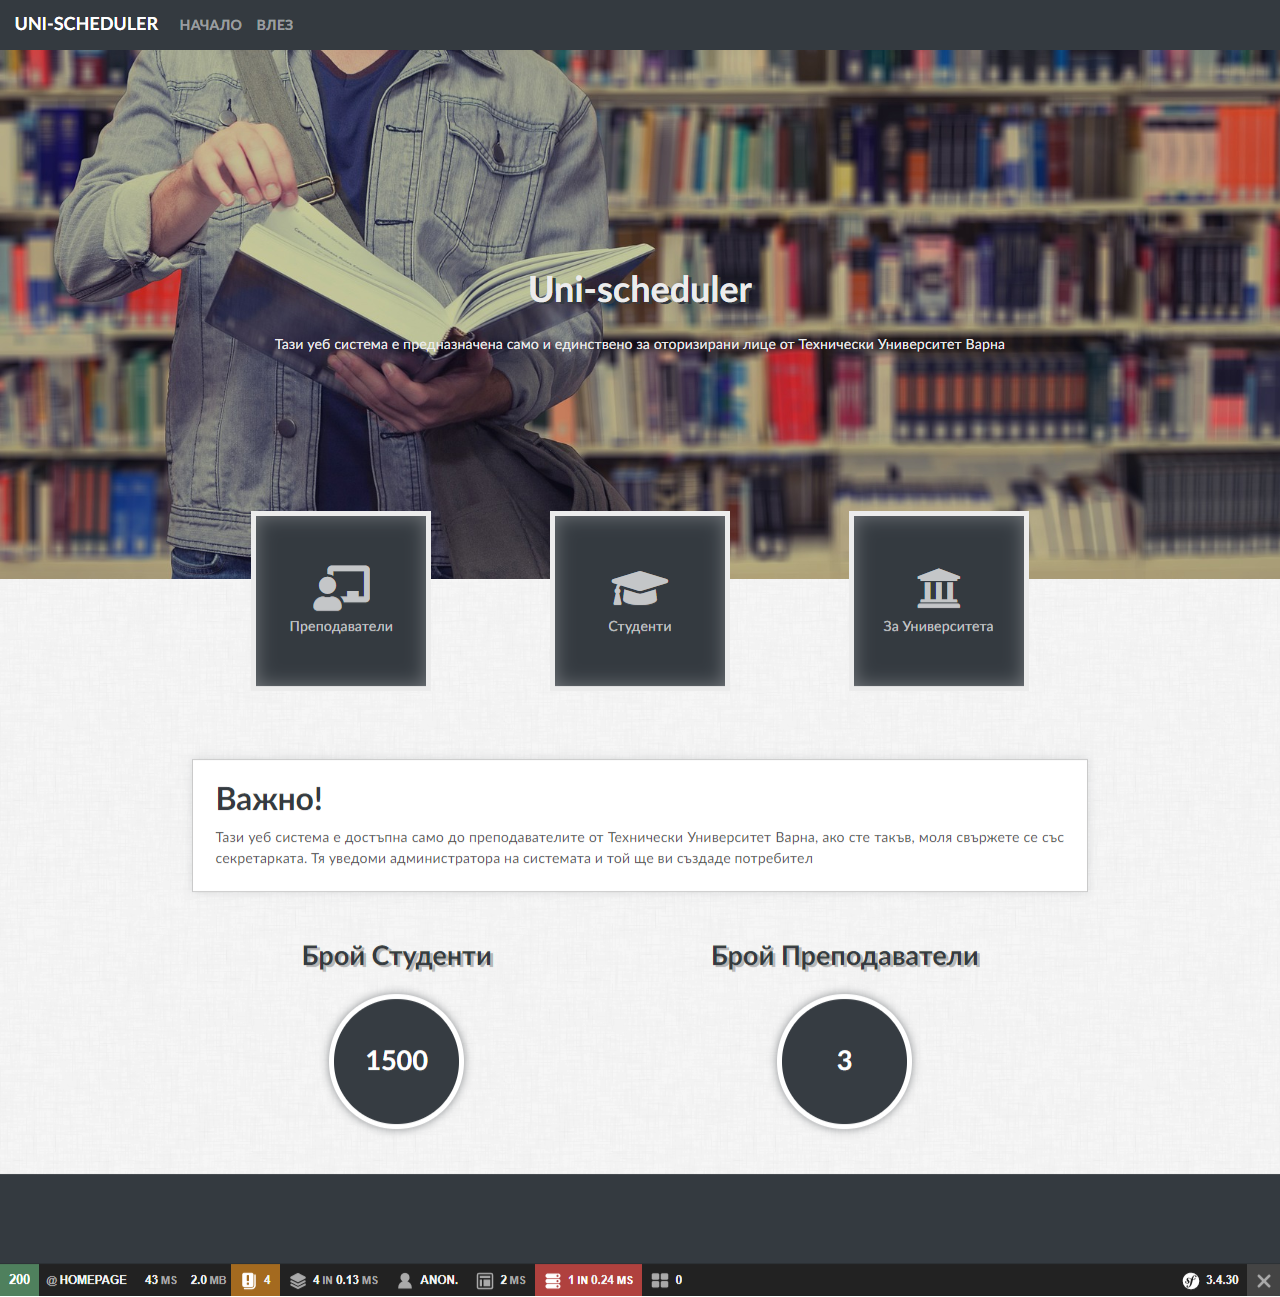 UNI-SCHEDULER НАЧАЛО ВЛЕЗ
Uni-scheduler
Тази уеб система е предназначена само и единствено за оторизирани лице от Технически Университет Варна
Преподаватели
Студенти
За Университета
Важно!
Тази уеб система е достъпна само до преподавателите от Технически Университет Варна, ако сте такъв, моля свържете се със
секретарката. Тя уведоми администратора на системата и той ще ви създаде потребител
Брой Студенти
Брой Преподаватели
1500
3
200 @ HOMEPAGE 43 MS 2.0 MB 4 4 IN 0.13 MS ANON. 2 MS 1 IN 0.24 MS 0 sf 3.4.30